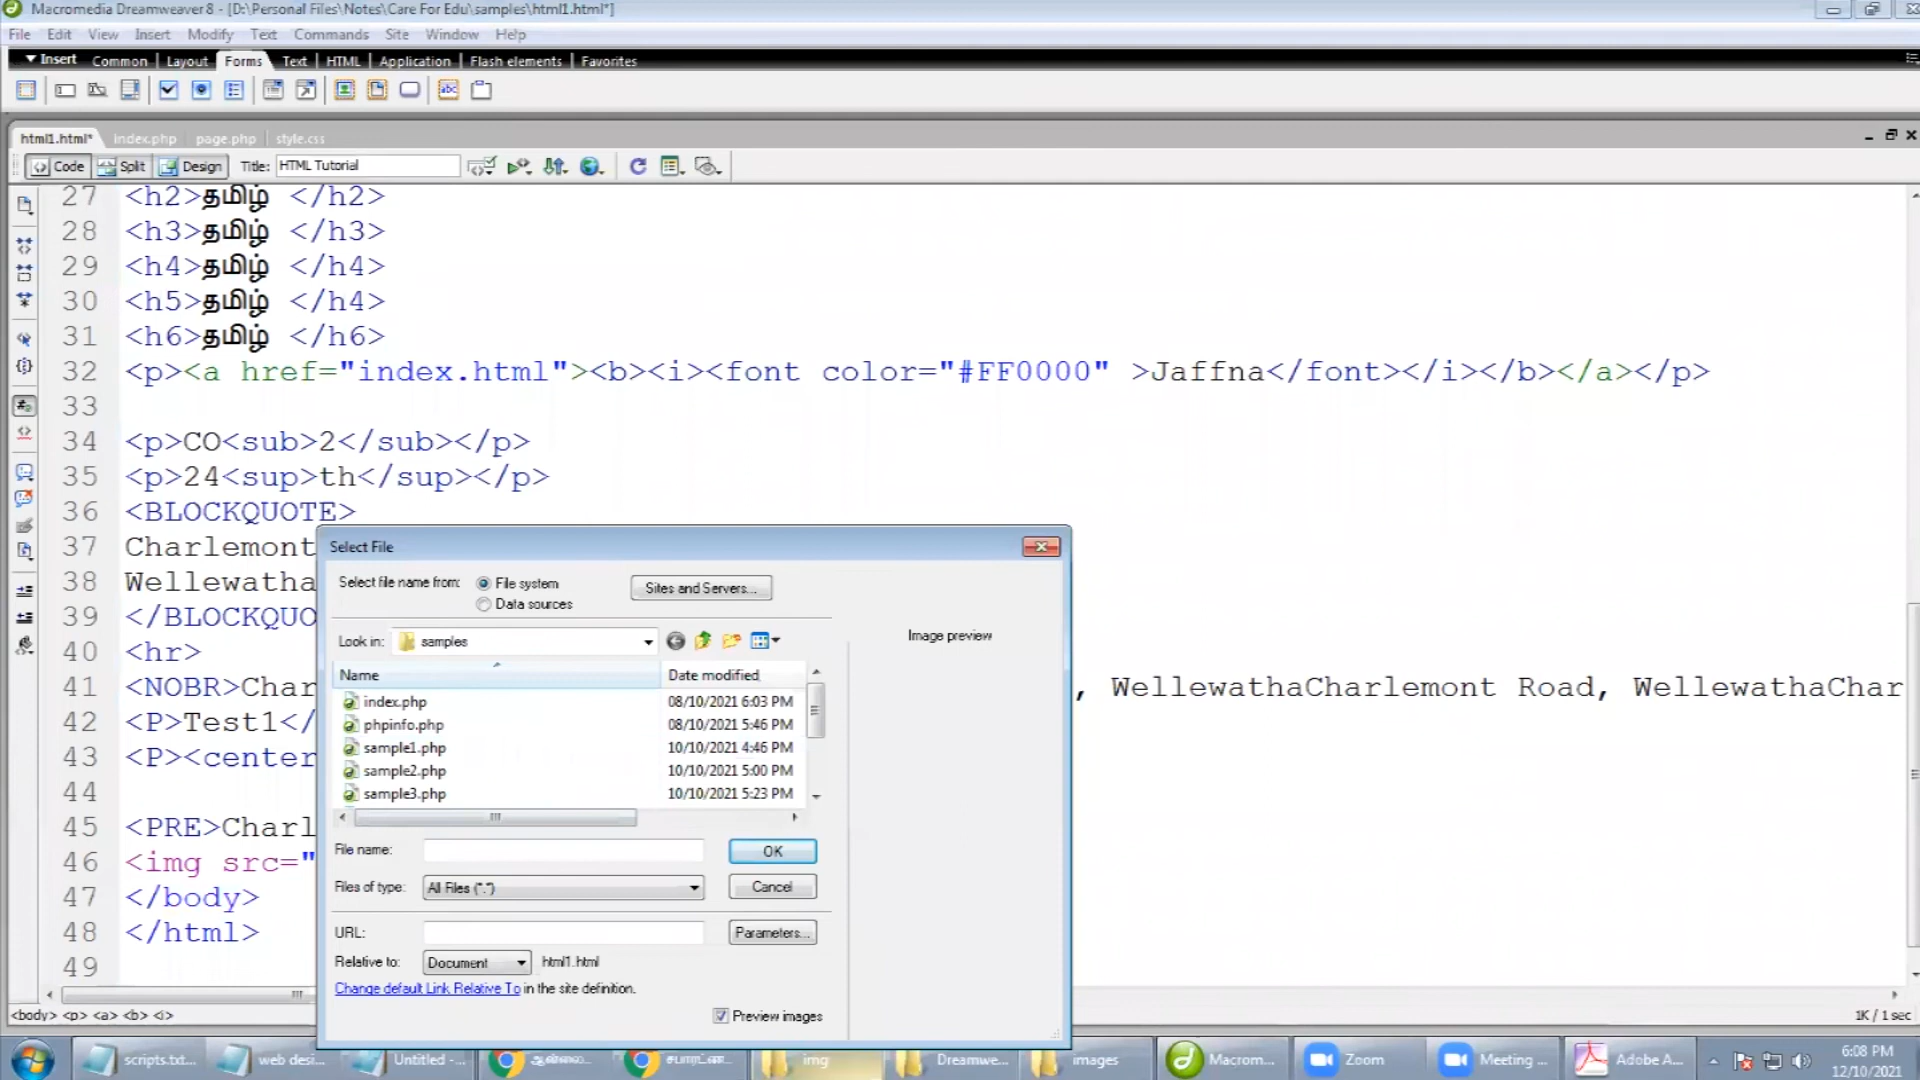 Macromedia Dreamweaver 8 - [D:\Personal Files\Notes\Care For Edu\samples\html1.html*]
File Edit View Insert Modify Text Commands Site Window Help
Insert Common Layout Forms Text HTML Application Flash elements Favorites
html1.html* index.php page.php style.css
Code Split Design Title: HTML Tutorial
27 <h2>தமிழ் </h2>
28 <h3>தமிழ் </h3>
29 <h4>தமிழ் </h4>
30 <h5>தமிழ் </h4>
31 <h6>தமிழ் </h6>
32 <p><a href="index.html"><b><i><font color="#FF0000" >Jaffna</font></i></b></a></p>
33
34 <p>CO<sub>2</sub></p>
35 <p>24<sup>th</sup></p>
36 <BLOCKQUOTE>
37 Charlemont
38 Wellewatha
39 </BLOCKQUO
40 <hr>
41 <NOBR>Char , WellewathaCharlemont Road, WellewathaChar
42 <P>Test1</
43 <P><center
44
45 <PRE>Charl
46 <img src="
47 </body>
48 </html>
49
Select File
Select file name from: File system
Data sources
Sites and Servers...
Look in: samples
Image preview
Name Date modified
index.php 08/10/2021 6:03 PM
phpinfo.php 08/10/2021 5:46 PM
sample1.php 10/10/2021 4:46 PM
sample2.php 10/10/2021 5:00 PM
sample3.php 10/10/2021 5:23 PM
File name: OK
Files of type: All Files (*.*) Cancel
URL: Parameters...
Relative to: Document html1.html
Change default Link Relative To in the site definition.
Preview images
<body> <p> <a> <b> <i> 1K / 1 sec
scripts.txt... web desi... Untitled -... img Dreamwe... images Macrom... Zoom Meeting ... Adobe A...
6:08 PM
12/10/2021